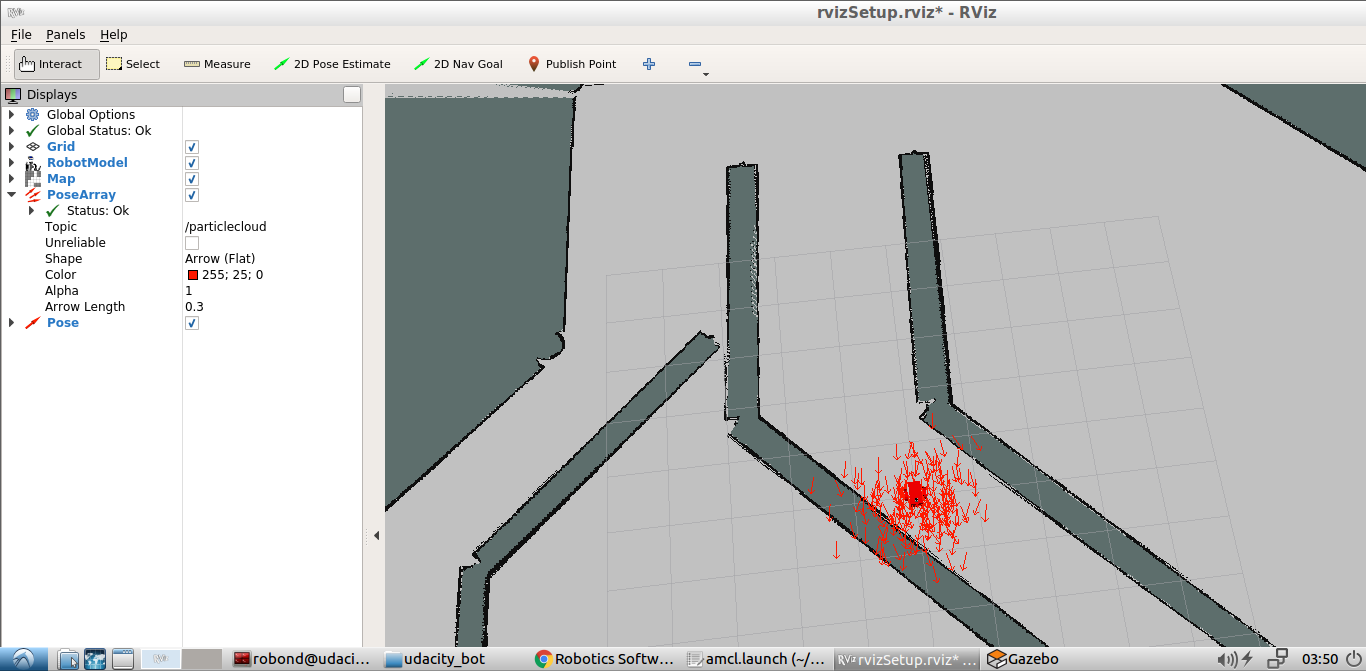 RViz rvizSetup.rviz* - RViz
File Panels Help
Interact Select Measure 2D Pose Estimate 2D Nav Goal Publish Point
Displays
Global Options
Global Status: Ok
Grid
RobotModel
Map
PoseArray
Status: Ok
Topic /particlecloud
Unreliable
Shape Arrow (Flat)
Color 255; 25; 0
Alpha 1
Arrow Length 0.3
Pose
robond@udaci... udacity_bot Robotics Softw... amcl.launch (~/... RViz rvizSetup.rviz* ... Gazebo 03:50